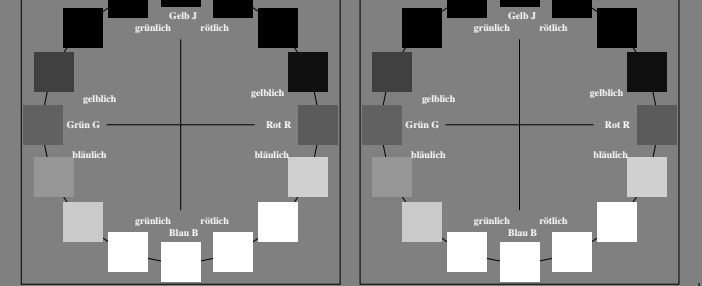 Gelb J
grünlich rötlich
gelblich gelblich
Grün G Rot R
bläulich bläulich
grünlich rötlich
Blau B
Gelb J
grünlich rötlich
gelblich gelblich
Grün G Rot R
bläulich bläulich
grünlich rötlich
Blau B